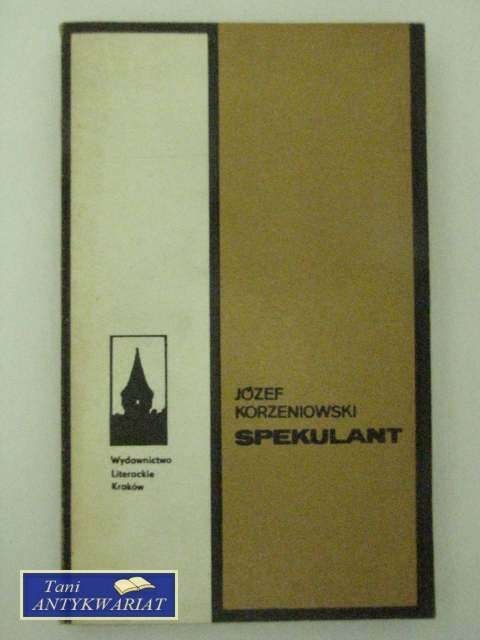 JÓZEF
KORZENIOWSKI
SPEKULANT
Wydawnictwo
Literackie
Kraków
Tani
ANTYKWARIAT